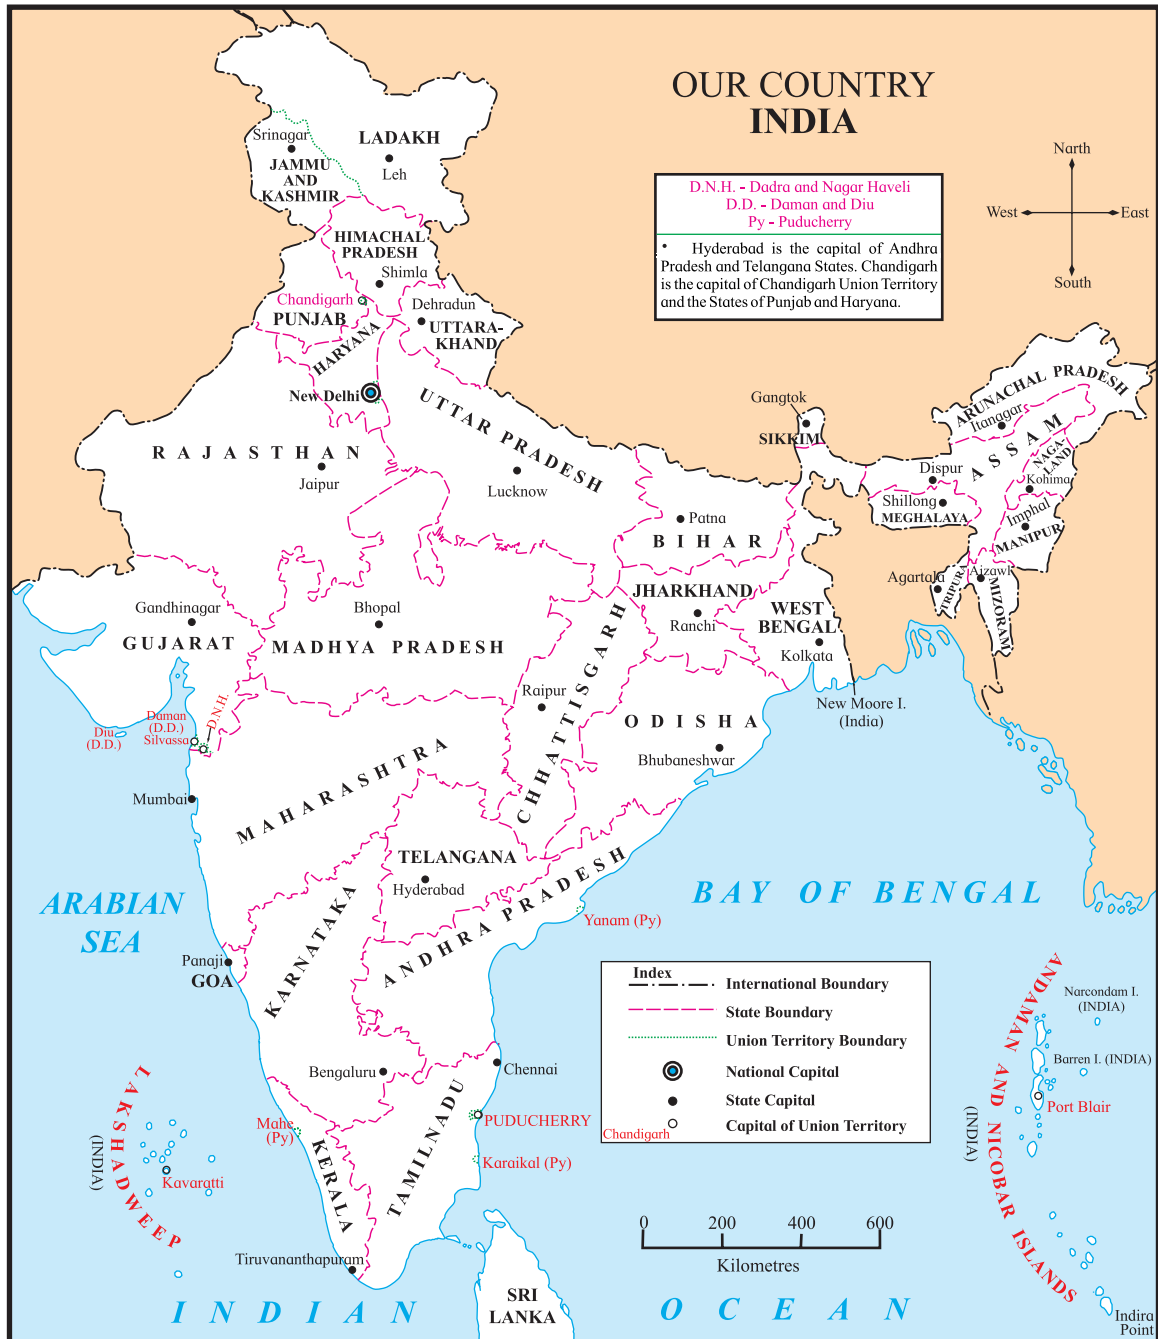 OUR COUNTRY
INDIA
Narth
West
East
South
D.N.H. - Dadra and Nagar Haveli
D.D. - Daman and Diu
Py - Puducherry
• Hyderabad is the capital of Andhra
Pradesh and Telangana States. Chandigarh
is the capital of Chandigarh Union Territory
and the States of Punjab and Haryana.
Srinagar
LADAKH
Leh
JAMMU
AND
KASHMIR
HIMACHAL
PRADESH
Shimla
Chandigarh
PUNJAB
Dehradun
UTTARA-
KHAND
HARYANA
New Delhi
UTTAR PRADESH
Lucknow
RAJASTHAN
Jaipur
Gangtok
SIKKIM
ARUNACHAL PRADESH
Itanagar
ASSAM
Dispur
NAGA-
LAND
Kohima
Shillong
MEGHALAYA
Imphal
MANIPUR
Patna
BIHAR
Agartala
TRIPURA
Aizawl
MIZORAM
Gandhinagar
GUJARAT
Bhopal
MADHYA PRADESH
JHARKHAND
Ranchi
WEST
BENGAL
Kolkata
New Moore I.
(India)
CHHATTISGARH
Raipur
ODISHA
Bhubaneshwar
Diu
(D.D.)
Daman
(D.D.)
Silvassa
D.N.H.
Mumbai
MAHARASHTRA
TELANGANA
Hyderabad
ANDHRA PRADESH
Yanam (Py)
ARABIAN
SEA
BAY OF BENGAL
Panaji
GOA
KARNATAKA
Bengaluru
Chennai
Mahe
(Py)
PUDUCHERRY
Karaikal (Py)
KERALA
TAMILNADU
Tiruvananthapuram
LAKSHADWEEP
(INDIA)
Kavaratti
Index
International Boundary
State Boundary
Union Territory Boundary
National Capital
State Capital
Chandigarh
Capital of Union Territory
ANDAMAN AND NICOBAR ISLANDS
(INDIA)
Narcondam I.
(INDIA)
Barren I. (INDIA)
Port Blair
Indira
Point
0 200 400 600
Kilometres
SRI
LANKA
INDIAN OCEAN